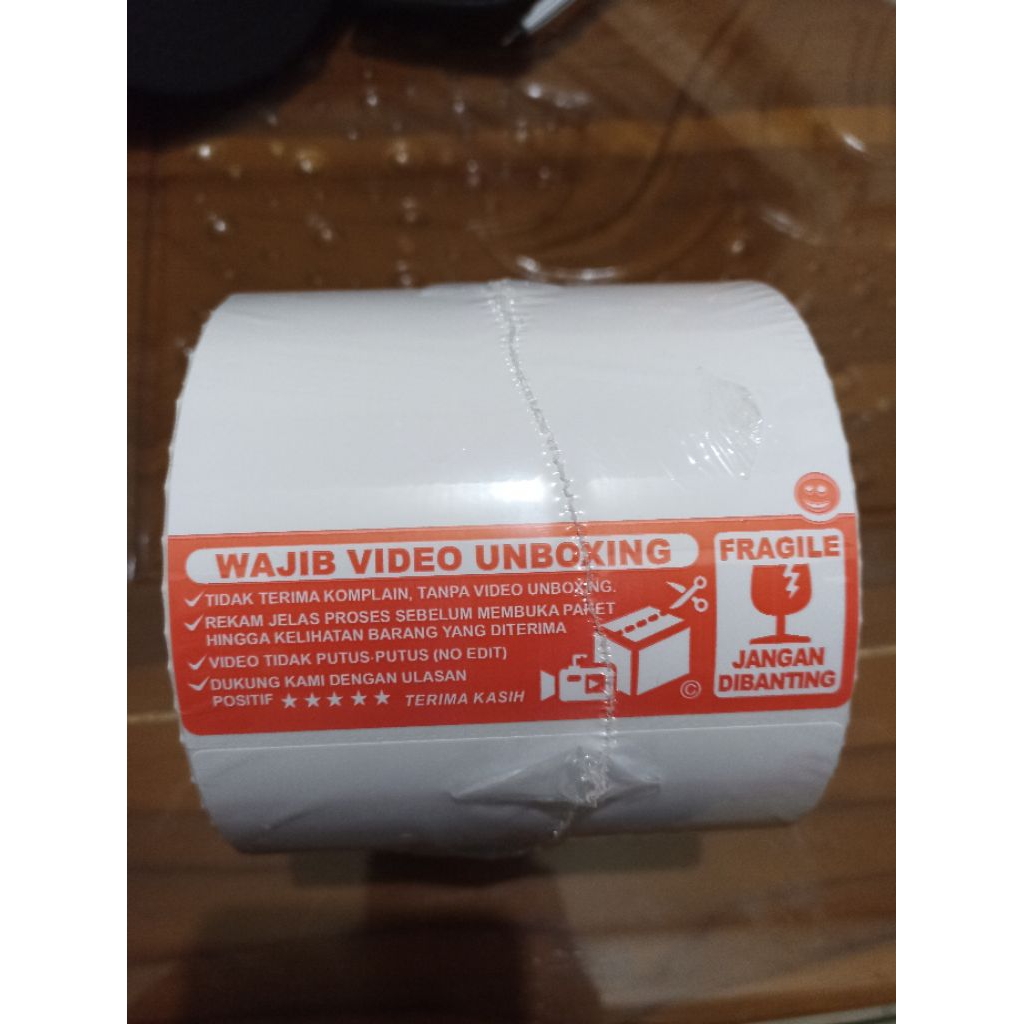 WAJIB VIDEO UNBOXING
TIDAK TERIMA KOMPLAIN, TANPA VIDEO UNBOXING.
REKAM JELAS PROSES SEBELUM MEMBUKA PAKET
HINGGA KELIHATAN BARANG YANG DITERIMA
VIDEO TIDAK PUTUS-PUTUS (NO EDIT)
DUKUNG KAMI DENGAN ULASAN
POSITIF ★★★★★ TERIMA KASIH
©
FRAGILE
JANGAN
DIBANTING